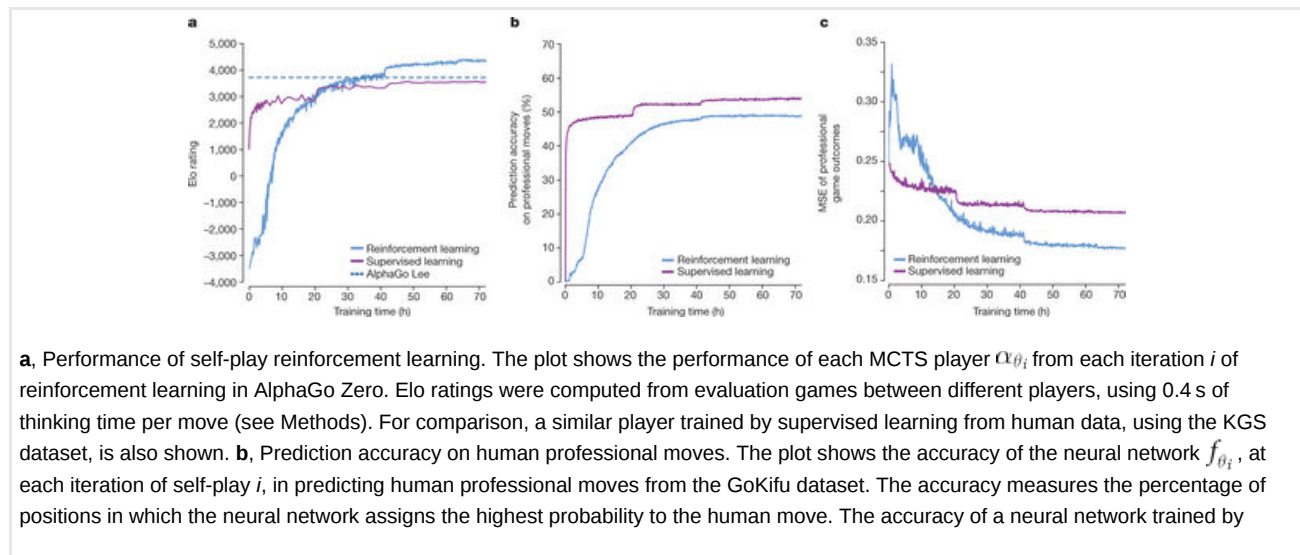 a
b
c
5,000
4,000
3,000
2,000
1,000
0
−1,000
−2,000
−3,000
−4,000
Elo rating
Reinforcement learning
Supervised learning
AlphaGo Lee
0 10 20 30 40 50 60 70
Training time (h)
70
60
50
40
30
20
10
0
Prediction accuracy
on professional moves (%)
Reinforcement learning
Supervised learning
0 10 20 30 40 50 60 70
Training time (h)
0.35
0.30
0.25
0.20
0.15
MSE of professional
game outcomes
Reinforcement learning
Supervised learning
0 10 20 30 40 50 60 70
Training time (h)
a, Performance of self-play reinforcement learning. The plot shows the performance of each MCTS player α_θᵢ from each iteration i of
reinforcement learning in AlphaGo Zero. Elo ratings were computed from evaluation games between different players, using 0.4 s of
thinking time per move (see Methods). For comparison, a similar player trained by supervised learning from human data, using the KGS
dataset, is also shown. b, Prediction accuracy on human professional moves. The plot shows the accuracy of the neural network f_θᵢ, at
each iteration of self-play i, in predicting human professional moves from the GoKifu dataset. The accuracy measures the percentage of
positions in which the neural network assigns the highest probability to the human move. The accuracy of a neural network trained by